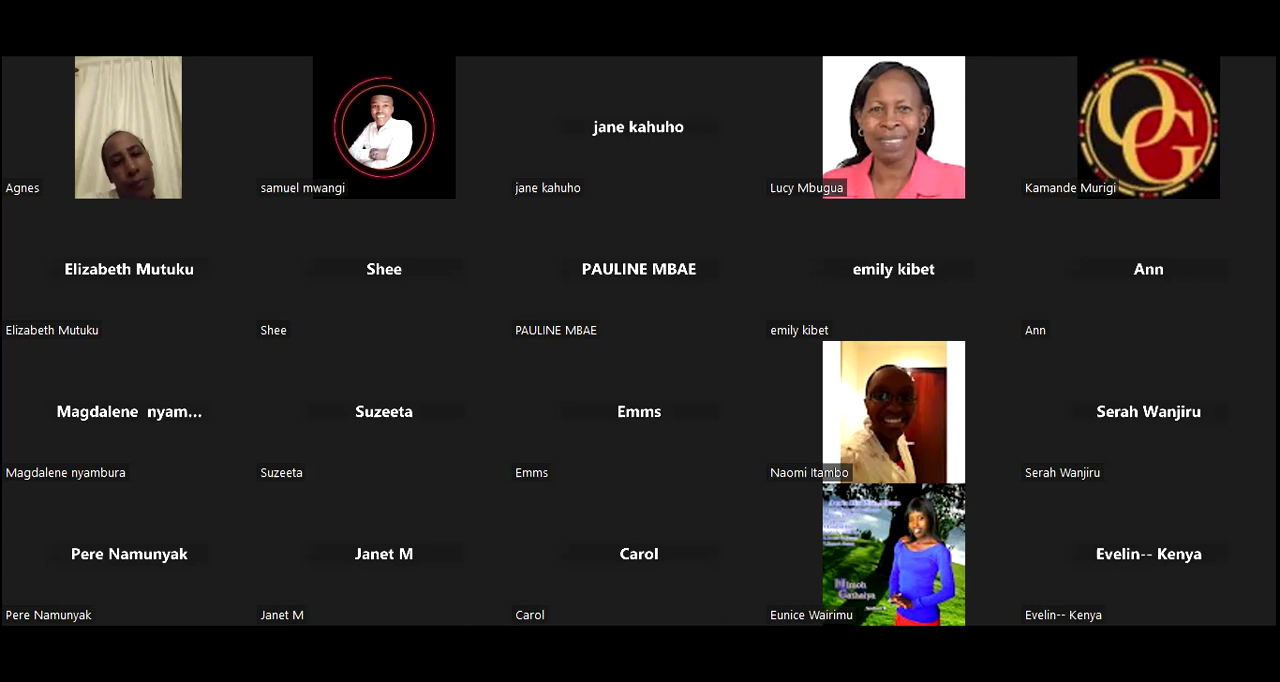 Agnes
samuel mwangi
jane kahuho
jane kahuho
Lucy Mbugua
OG
Kamande Murigi
Elizabeth Mutuku
Elizabeth Mutuku
Shee
Shee
PAULINE MBAE
PAULINE MBAE
emily kibet
emily kibet
Ann
Ann
Magdalene nyam...
Magdalene nyambura
Suzeeta
Suzeeta
Emms
Emms
Naomi Itambo
Serah Wanjiru
Serah Wanjiru
Pere Namunyak
Pere Namunyak
Janet M
Janet M
Carol
Carol
Eunice Wairimu
Evelin-- Kenya
Evelin-- Kenya